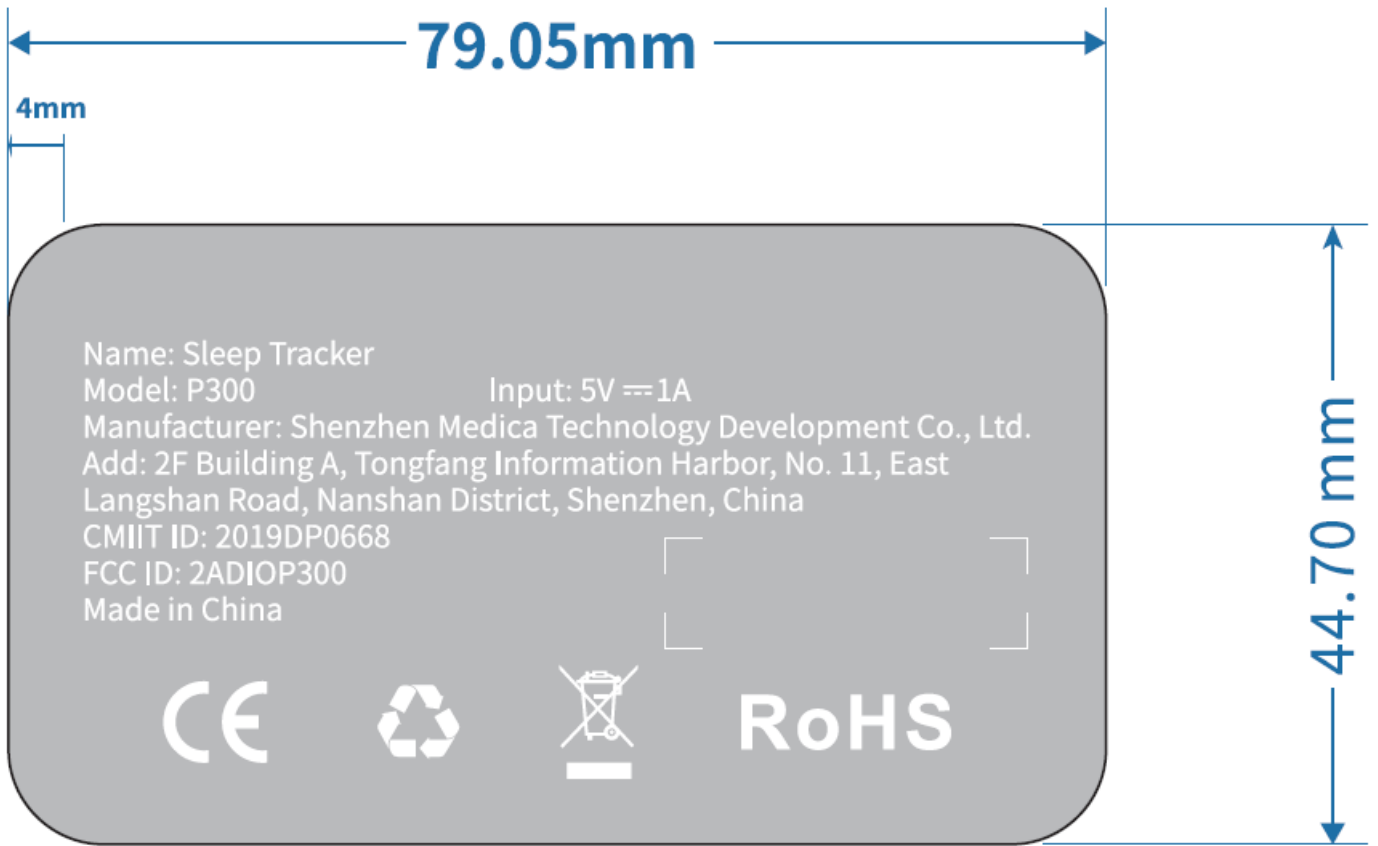 79.05mm
4mm
Name: Sleep Tracker
Model: P300 Input: 5V ⎓ 1A
Manufacturer: Shenzhen Medica Technology Development Co., Ltd.
Add: 2F Building A, Tongfang Information Harbor, No. 11, East
Langshan Road, Nanshan District, Shenzhen, China
CMIIT ID: 2019DP0668
FCC ID: 2ADIOP300
Made in China
CE
RoHS
44.70 mm